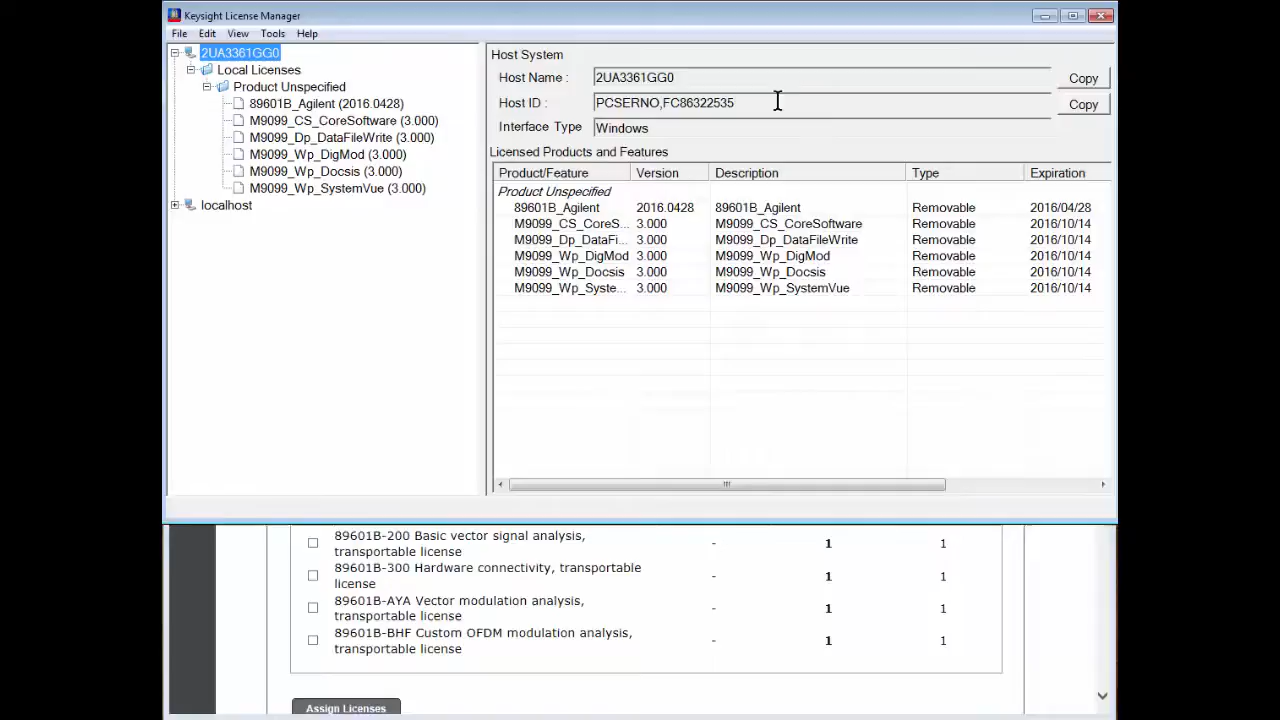 Keysight License Manager
File Edit View Tools Help
2UA3361GG0
Local Licenses
Product Unspecified
89601B_Agilent (2016.0428)
M9099_CS_CoreSoftware (3.000)
M9099_Dp_DataFileWrite (3.000)
M9099_Wp_DigMod (3.000)
M9099_Wp_Docsis (3.000)
M9099_Wp_SystemVue (3.000)
localhost
Host System
Host Name : 2UA3361GG0 Copy
Host ID : PCSERNO,FC86322535 Copy
Interface Type Windows
Licensed Products and Features
Product/Feature Version Description Type Expiration
Product Unspecified
89601B_Agilent 2016.0428 89601B_Agilent Removable 2016/04/28
M9099_CS_CoreS... 3.000 M9099_CS_CoreSoftware Removable 2016/10/14
M9099_Dp_DataFi... 3.000 M9099_Dp_DataFileWrite Removable 2016/10/14
M9099_Wp_DigMod 3.000 M9099_Wp_DigMod Removable 2016/10/14
M9099_Wp_Docsis 3.000 M9099_Wp_Docsis Removable 2016/10/14
M9099_Wp_Syste... 3.000 M9099_Wp_SystemVue Removable 2016/10/14
89601B-200 Basic vector signal analysis, - 1 1
transportable license
89601B-300 Hardware connectivity, transportable - 1 1
license
89601B-AYA Vector modulation analysis, - 1 1
transportable license
89601B-BHF Custom OFDM modulation analysis, - 1 1
transportable license
Assign Licenses